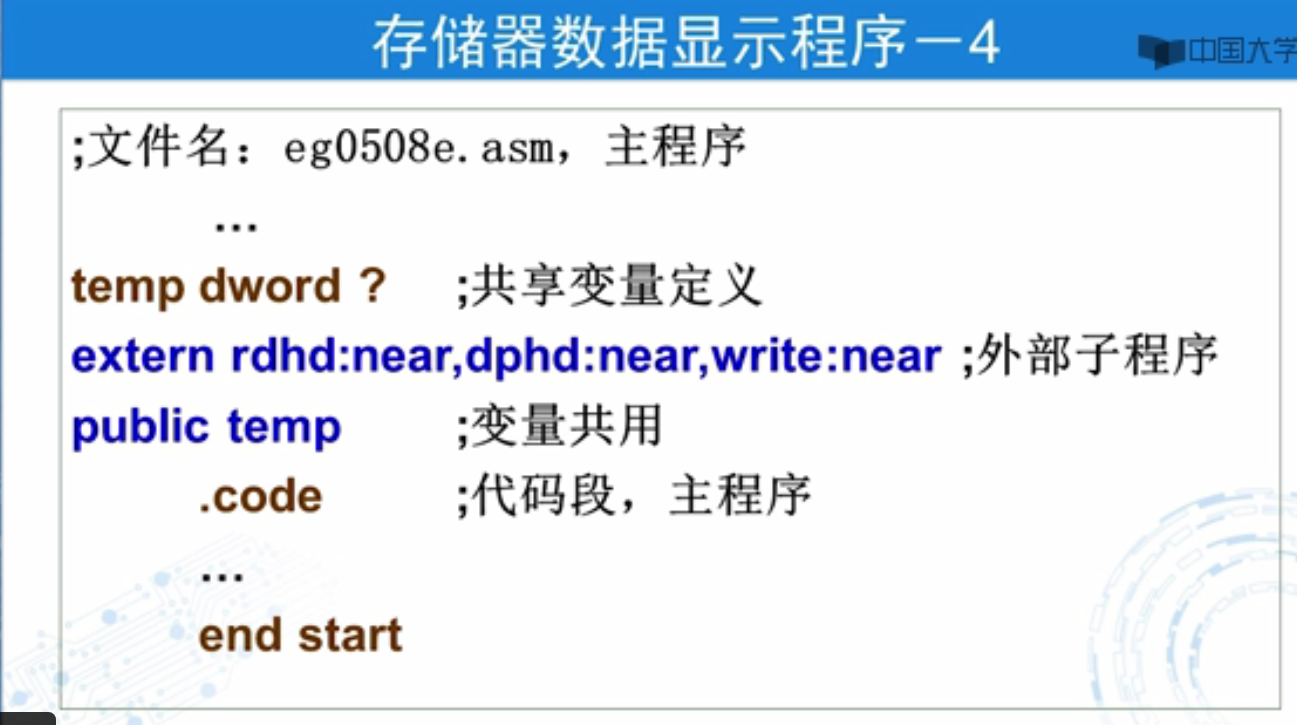 存储器数据显示程序－4
中国大学
;文件名：eg0508e.asm，主程序
…
temp dword ? ;共享变量定义
extern rdhd:near,dphd:near,write:near ;外部子程序
public temp ;变量共用
.code ;代码段，主程序
…
end start